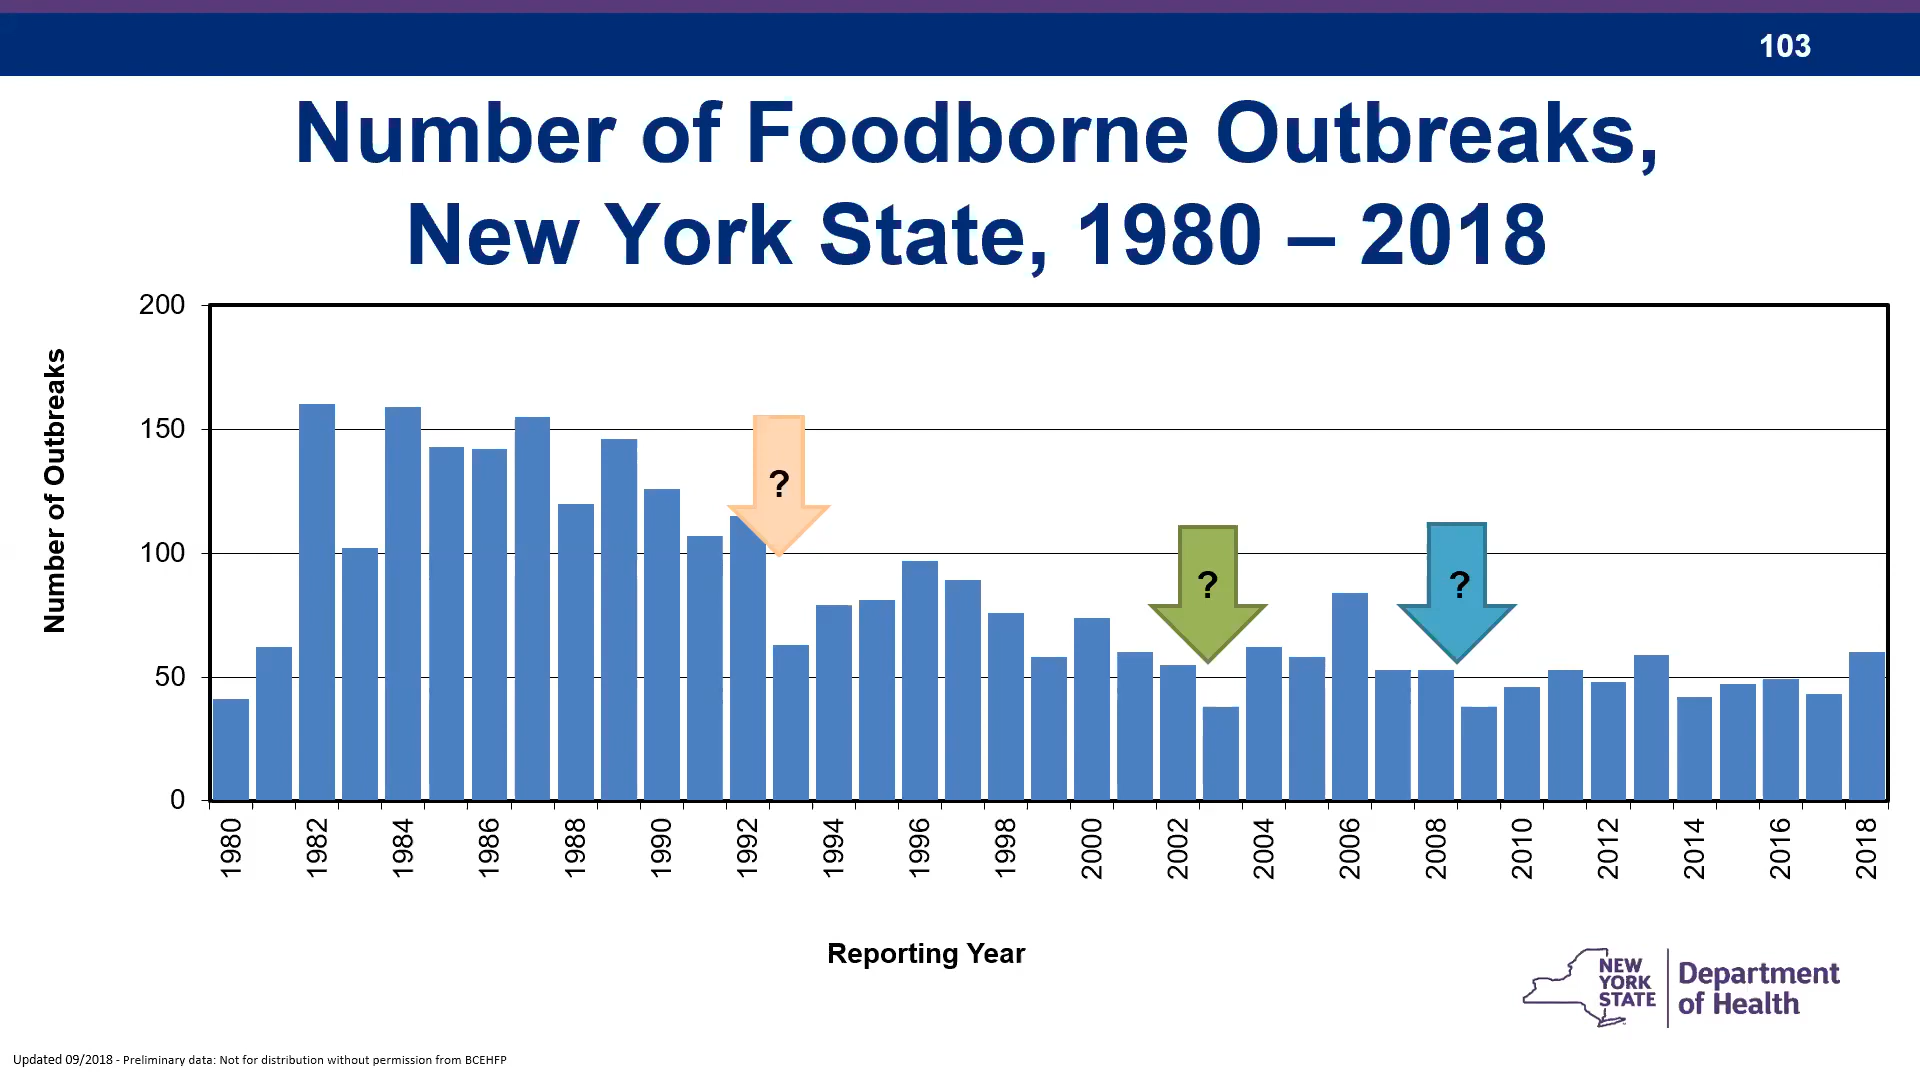 103
Number of Foodborne Outbreaks,
New York State, 1980 – 2018
Number of Outbreaks
200
150
100
50
0
?
?
?
1980
1982
1984
1986
1988
1990
1992
1994
1996
1998
2000
2002
2004
2006
2008
2010
2012
2014
2016
2018
Reporting Year
NEW
YORK
STATE
Department
of Health
Updated 09/2018 - Preliminary data: Not for distribution without permission from BCEHFP